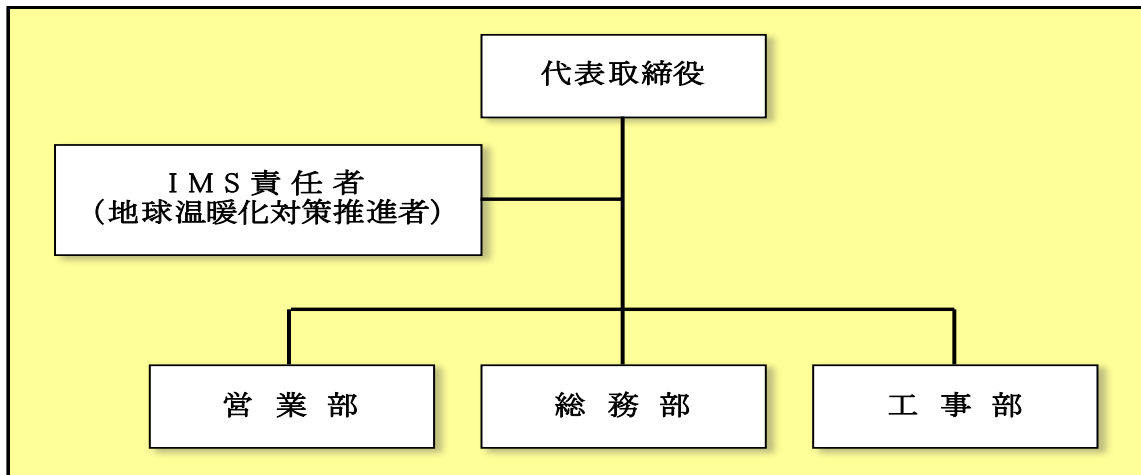 代表取締役
ＩＭＳ責任者
（地球温暖化対策推進者）
営業部
総務部
工事部